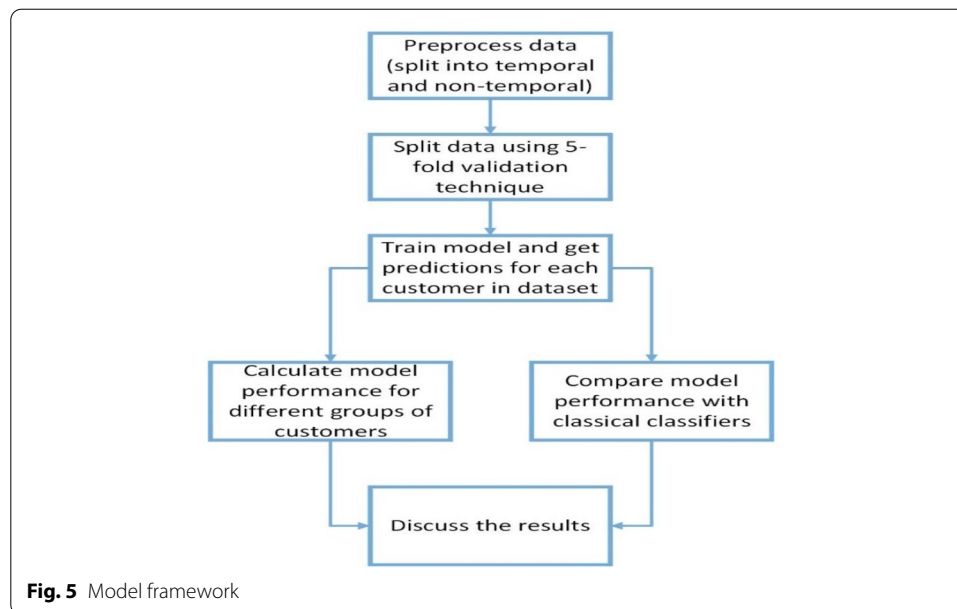 Preprocess data
(split into temporal
and non-temporal)
Split data using 5-
fold validation
technique
Train model and get
predictions for each
customer in dataset
Calculate model
performance for
different groups of
customers
Compare model
performance with
classical classifiers
Discuss the results
Fig. 5 Model framework